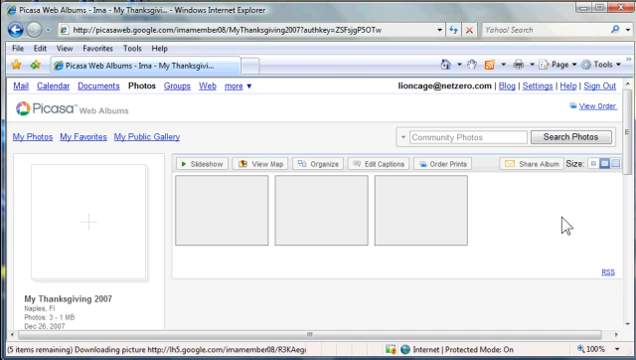 Picasa Web Albums - Ima - My Thanksgivi... - Windows Internet Explorer
http://picasaweb.google.com/imamember08/MyThanksgiving2007?authkey=ZSFsjgP5OTw
Yahoo! Search
File Edit View Favorites Tools Help
Picasa Web Albums - Ima - My Thanksgivi...
Page Tools
Mail Calendar Documents Photos Groups Web more
lioncage@netzero.com | Blog | Settings | Help | Sign Out
Picasa™ Web Albums
View Order
My Photos My Favorites My Public Gallery
Community Photos
Search Photos
Slideshow View Map Organize Edit Captions Order Prints Share Album Size:
RSS
My Thanksgiving 2007
Naples, Fl
Photos: 3 - 1 MB
Dec 26, 2007
(5 items remaining) Downloading picture http://lh5.google.com/imamember08/R3KAegi
Internet | Protected Mode: On
100%